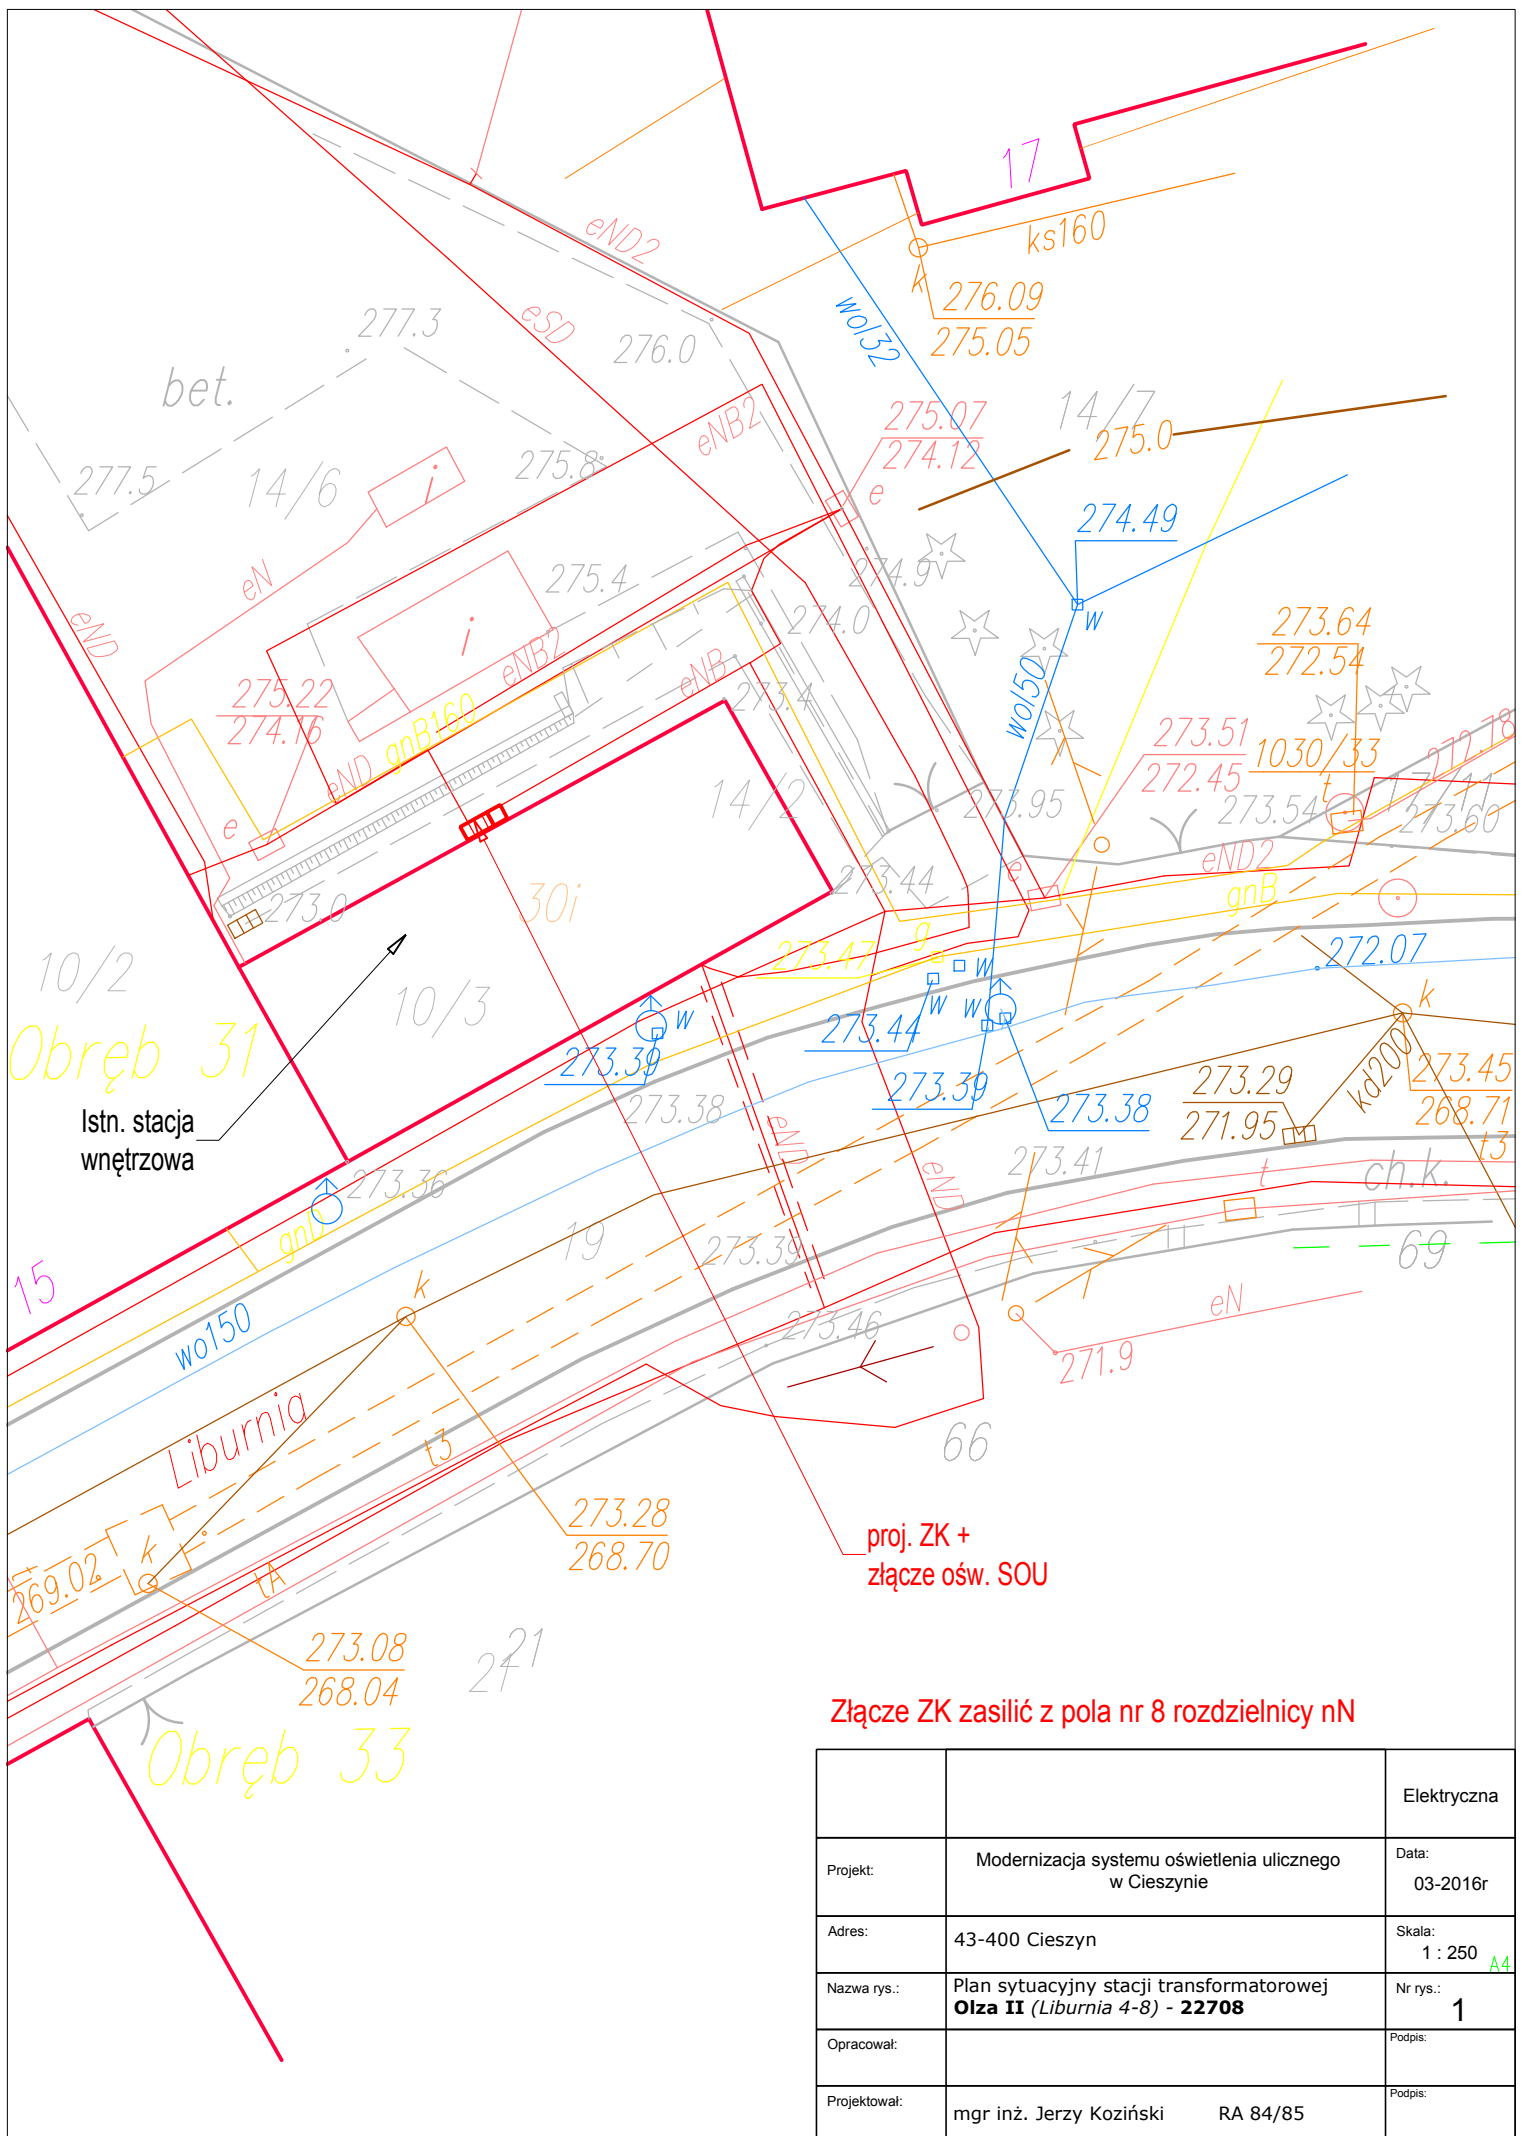 17
eND2
ks160
k
276.09
275.05
eSD
wol32
277.3
276.0
bet.
275.07
274.12
14/7
275.0
eNB2
277.5
14/6
275.8
i
e
274.49
eN
275.4
274.9
w
274.0
273.64
272.54
eND
i
eNB2
eNB
wol50
275.22
274.16
273.4
gnB160
273.51
272.45
1030/33
272.78
eND
14/2
t
273.95
273.54
273.60
e
eND2
e
273.44
30i
gnB
273.0
g
273.47
w
272.07
10/2
10/3
w
w
w
k
Obręb 31
273.44
273.39
273.39
273.38
273.29
271.95
kd200
273.45
268.71
t3
Istn. stacja
wnętrzowa
273.38
eND
eND
273.41
t
ch.k.
273.36
gnB
19
273.39
69
15
k
eN
wo150
273.46
271.9
Liburnia
t3
66
273.28
268.70
proj. ZK +
złącze ośw. SOU
k
269.02
tA
273.08
268.04
21
21
Obręb 33
Złącze ZK zasilić z pola nr 8 rozdzielnicy nN
Elektryczna
Projekt:
Modernizacja systemu oświetlenia ulicznego
w Cieszynie
Data:
03-2016r
Adres:
43-400 Cieszyn
Skala:
1 : 250
A4
Nazwa rys.:
Plan sytuacyjny stacji transformatorowej
Olza II (Liburnia 4-8) - 22708
Nr rys.:
1
Opracował:
Podpis:
Projektował:
mgr inż. Jerzy Koziński RA 84/85
Podpis: